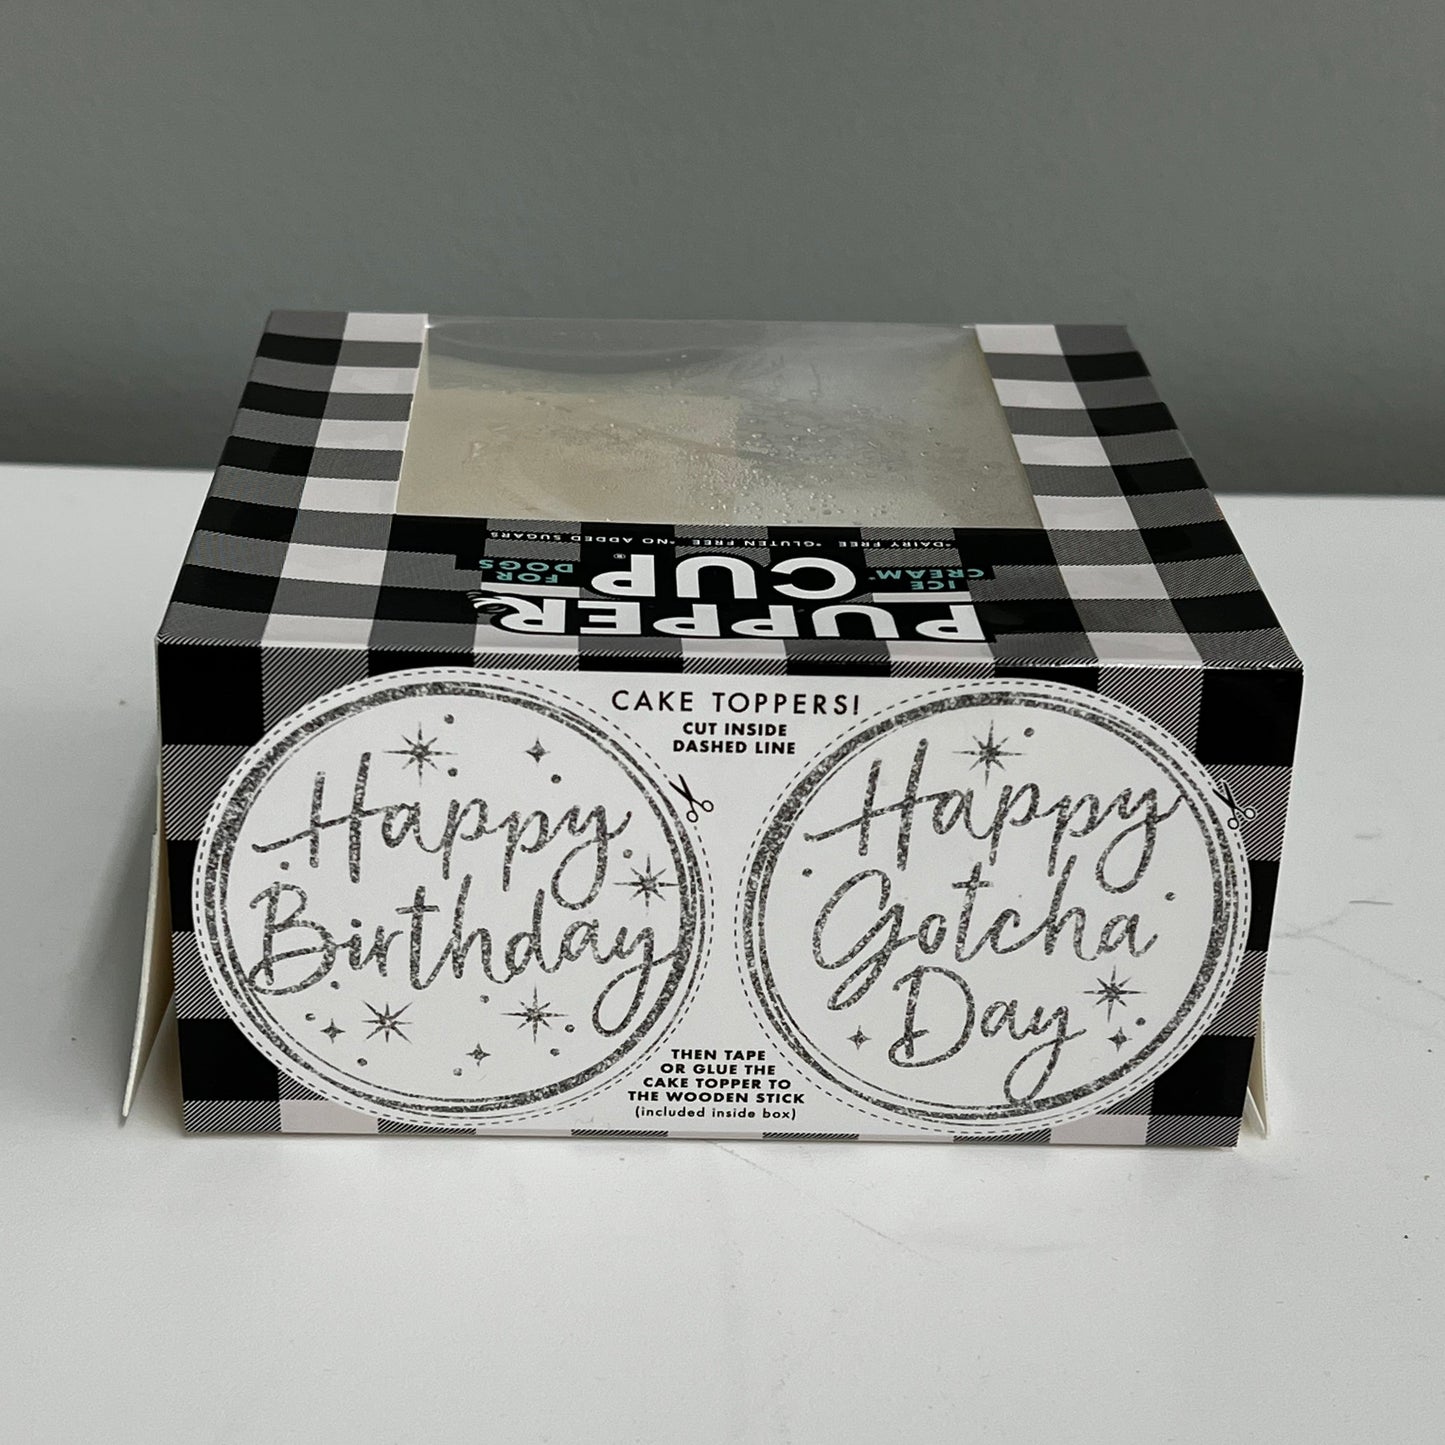 PUPPER
CUP®
ICE
CREAM*
FOR
DOGS
*DAIRY FREE *GLUTEN FREE *NO ADDED SUGARS
CAKE TOPPERS!
CUT INSIDE
DASHED LINE
Happy
Birthday
Happy
Gotcha
Day
THEN TAPE
OR GLUE THE
CAKE TOPPER TO
THE WOODEN STICK
(included inside box)